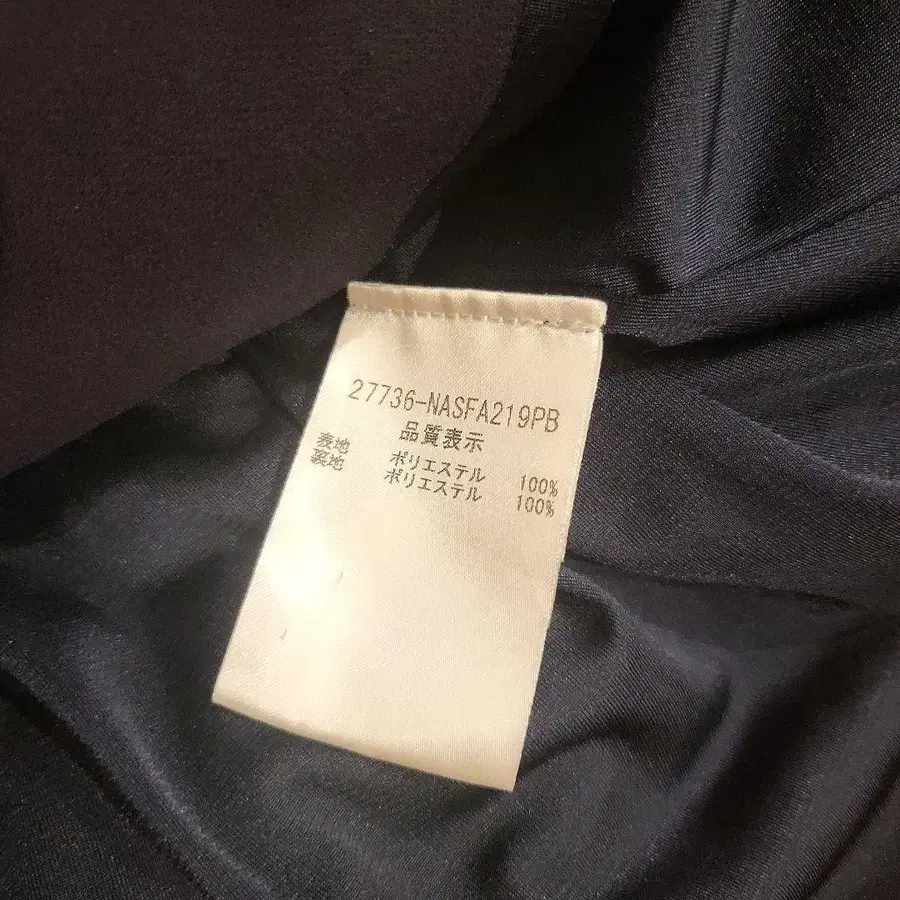 27736-NASFA219PB
品質表示
表地 ポリエステル 100%
裏地 ポリエステル 100%